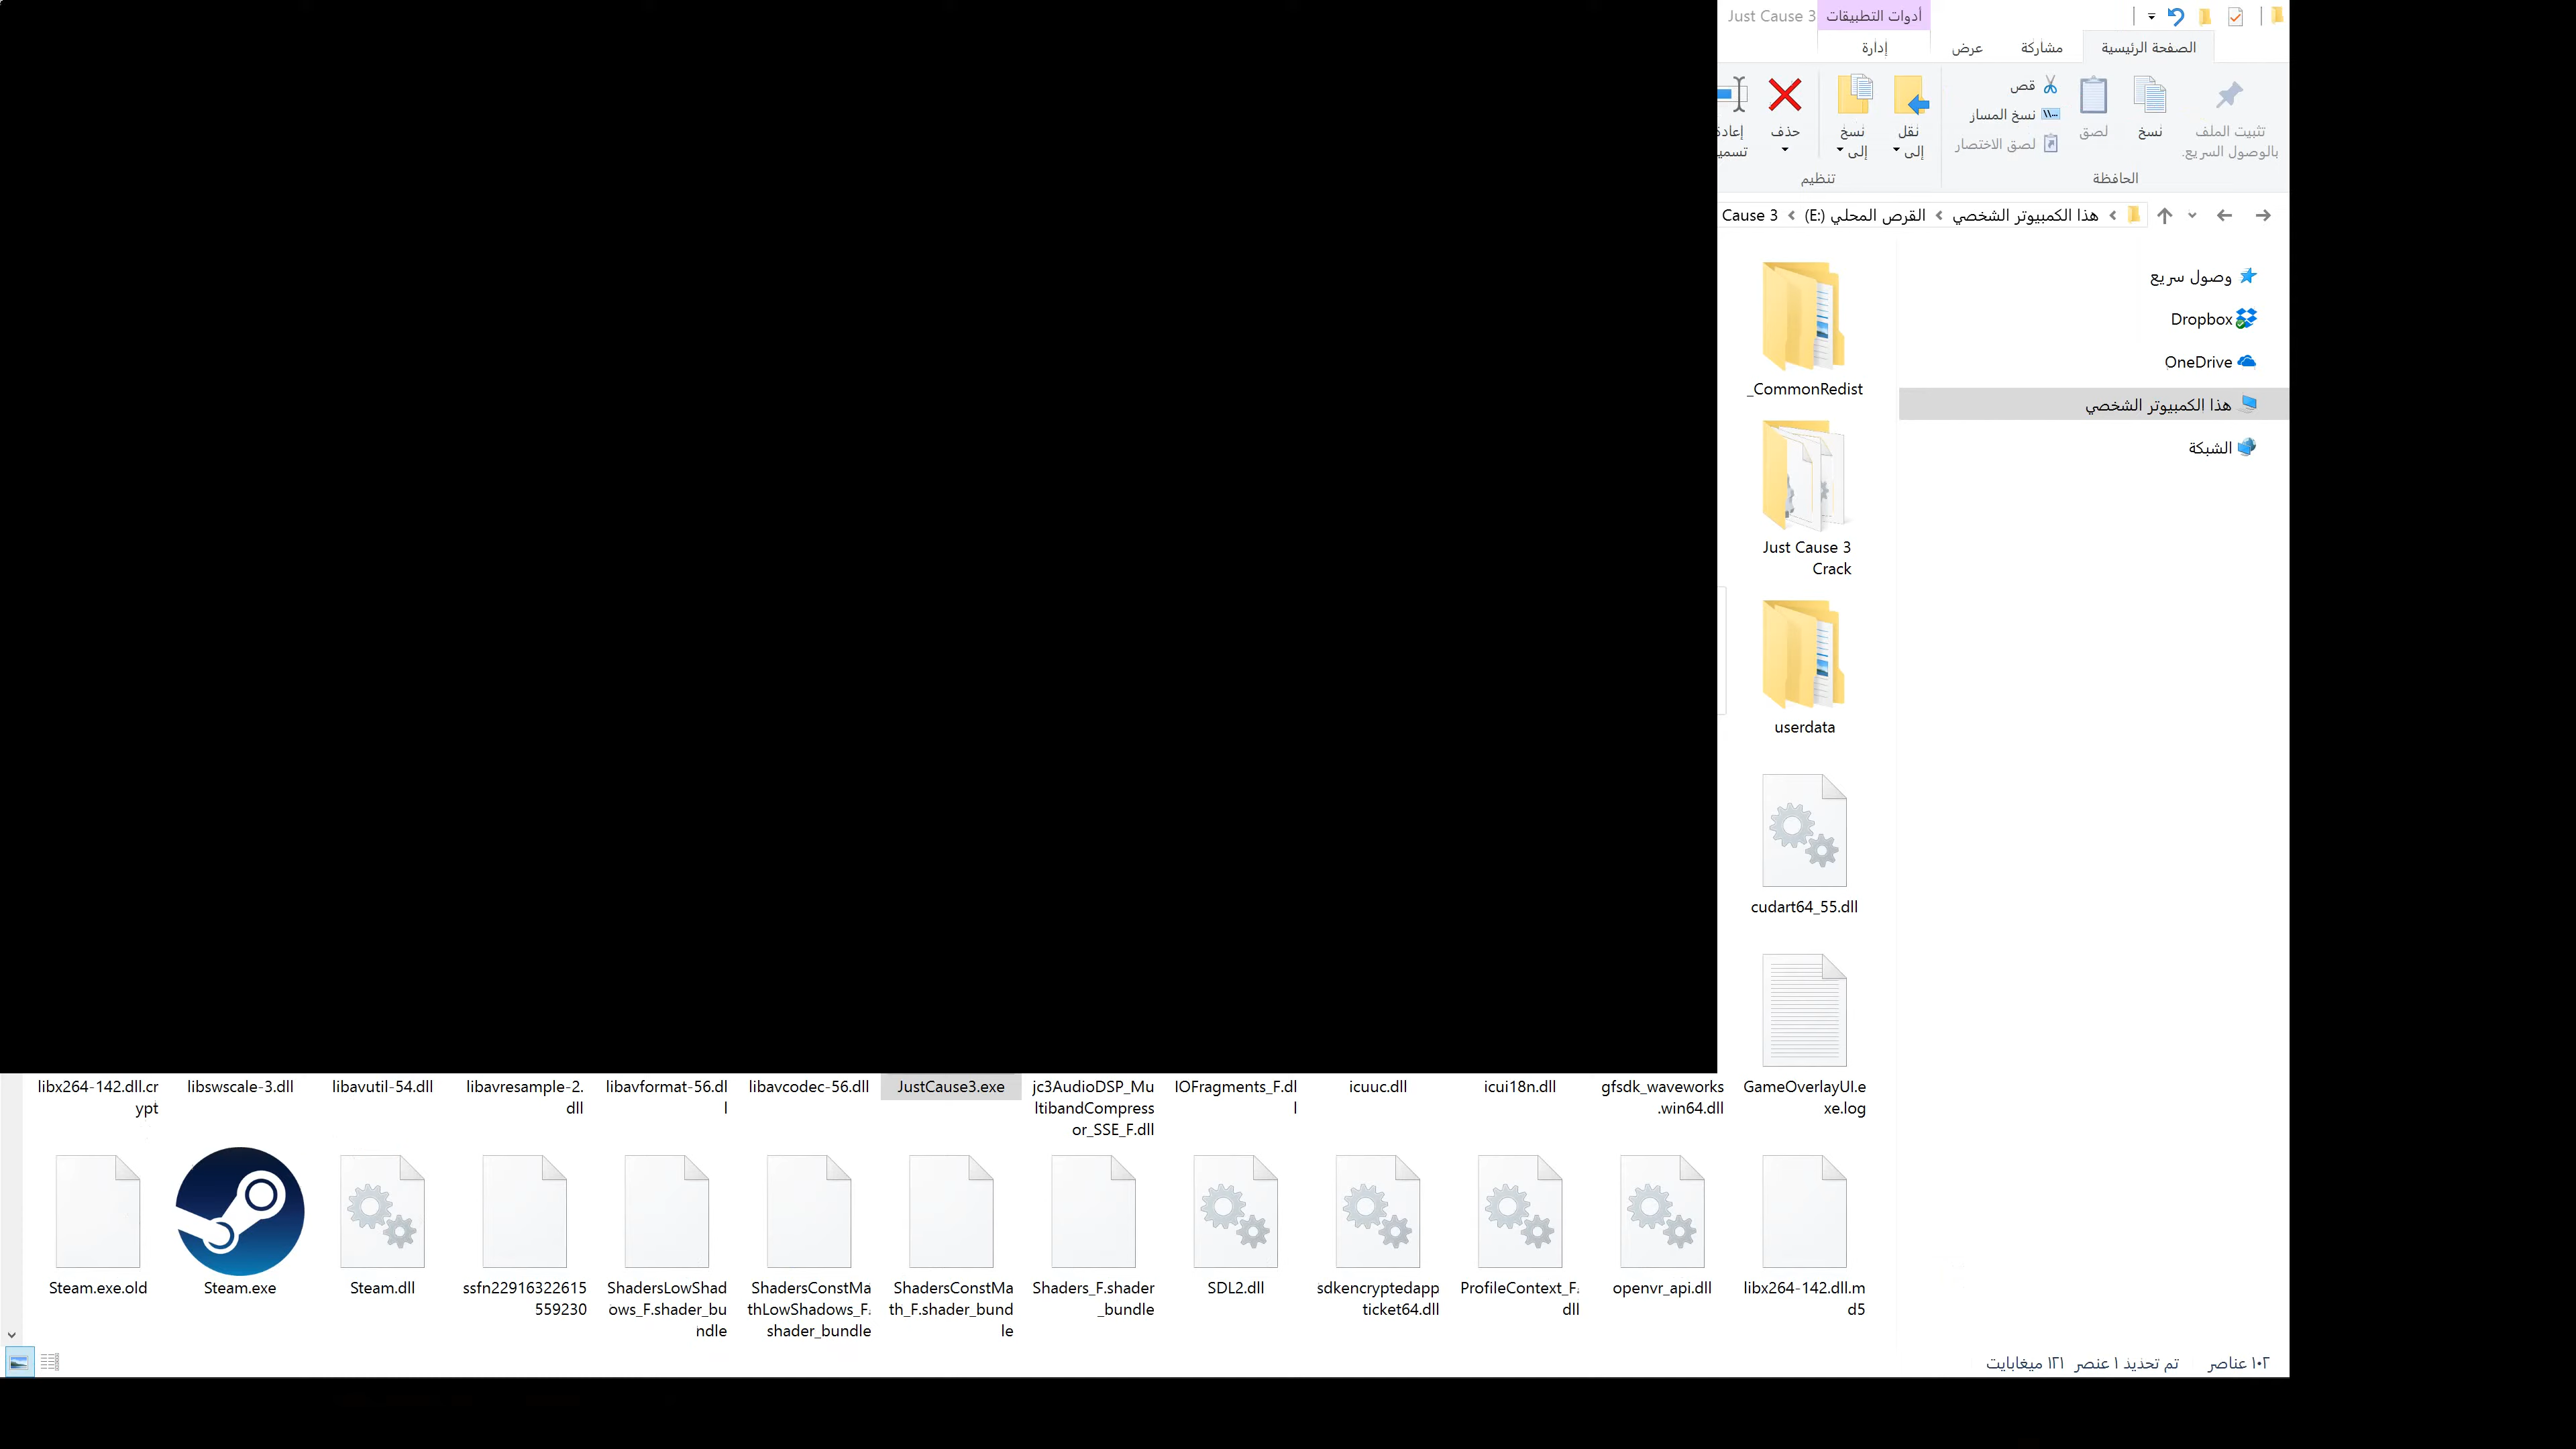 Just Cause 3
أدوات التطبيقات
الصفحة الرئيسية
مشاركة
عرض
إدارة
تثبيت الملف
بالوصول السريع.
نسخ
لصق
قص
نسخ المسار
لصق الاختصار
الحافظة
نقل
إلى
نسخ
إلى
حذف
إعادة
تنظيم
هذا الكمبيوتر الشخصي
القرص المحلي (E:)
Cause 3
وصول سريع
Dropbox
OneDrive
هذا الكمبيوتر الشخصي
الشبكة
_CommonRedist
Just Cause 3
Crack
userdata
cudart64_55.dll
GameOverlayUI.e
xe.log
gfsdk_waveworks
.win64.dll
icui18n.dll
icuuc.dll
IOFragments_F.dl
l
jc3AudioDSP_Mu
ltibandCompress
or_SSE_F.dll
JustCause3.exe
libavcodec-56.dll
libavformat-56.dl
l
libavresample-2.
dll
libavutil-54.dll
libswscale-3.dll
libx264-142.dll.cr
ypt
libx264-142.dll.m
d5
openvr_api.dll
ProfileContext_F.
dll
sdkencryptedapp
ticket64.dll
SDL2.dll
Shaders_F.shader
_bundle
ShadersConstMa
th_F.shader_bund
le
ShadersConstMa
thLowShadows_F.
shader_bundle
ShadersLowShad
ows_F.shader_bu
ndle
ssfn22916322615
559230
Steam.dll
Steam.exe
Steam.exe.old
١٠٢ عناصر
تم تحديد ١ عنصر ١٢١ ميغابايت